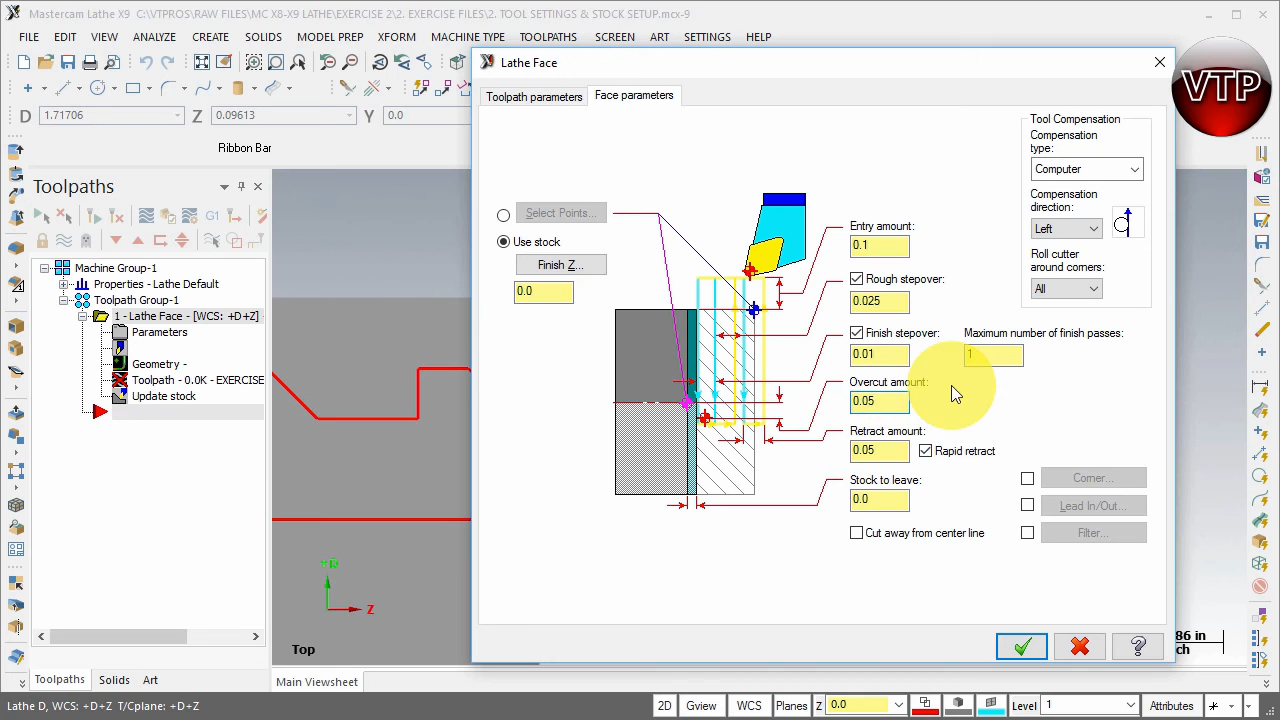 Mastercam Lathe X9 C:\VTPROS\RAW FILES\MC X8-X9 LATHE\EXERCISE 2\2. EXERCISE FILES\2. TOOL SETTINGS & STOCK SETUP.mcx-9
FILE EDIT VIEW ANALYZE CREATE SOLIDS MODEL PREP XFORM MACHINE TYPE TOOLPATHS SCREEN ART SETTINGS HELP
Lathe Face
VTP
Toolpath parameters Face parameters
D 1.71706 Z 0.09613 Y 0.0
Ribbon Bar
Tool Compensation
Compensation
type:
Computer
Compensation
direction:
Left
Roll cutter
around corners:
All
Toolpaths
G1
Select Points...
Use stock
Finish Z...
0.0
Entry amount:
0.1
Rough stepover:
0.025
Finish stepover: Maximum number of finish passes:
0.01 1
Overcut amount:
0.05
Retract amount:
0.05 Rapid retract
Stock to leave:
0.0
Cut away from center line
Corner...
Lead In/Out...
Filter...
Machine Group-1
Properties - Lathe Default
Toolpath Group-1
1 - Lathe Face - [WCS: +D+Z]
Parameters
Geometry -
Toolpath - 0.0K - EXERCISE
Update stock
+R
Z
Top
86 in
ch
Toolpaths Solids Art
Main Viewsheet
Lathe D, WCS: +D+Z T/Cplane: +D+Z
2D Gview WCS Planes Z 0.0 Level 1 Attributes